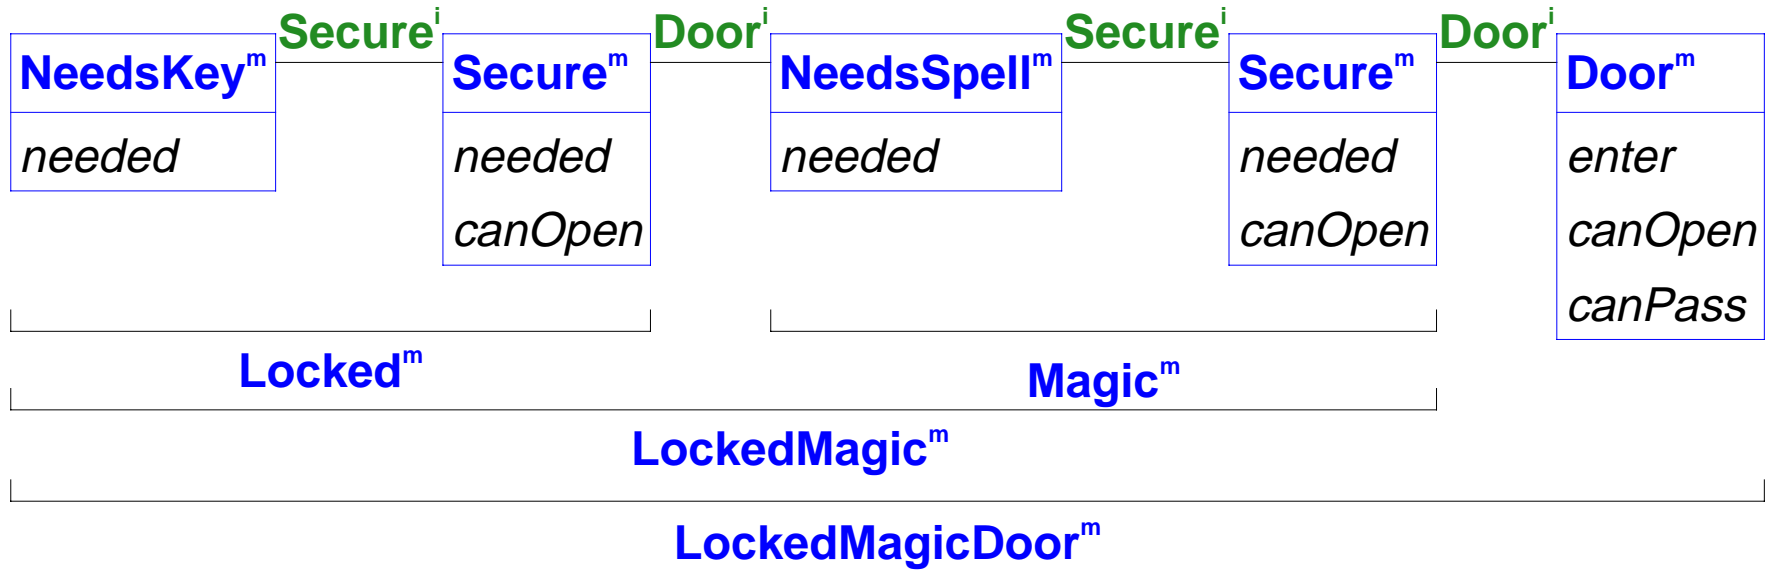 Secureⁱ Doorⁱ Secureⁱ Doorⁱ
NeedsKeyᵐ Secureᵐ NeedsSpellᵐ Secureᵐ Doorᵐ
needed needed needed needed enter
canOpen canOpen canOpen
canPass
Lockedᵐ Magicᵐ
LockedMagicᵐ
LockedMagicDoorᵐ